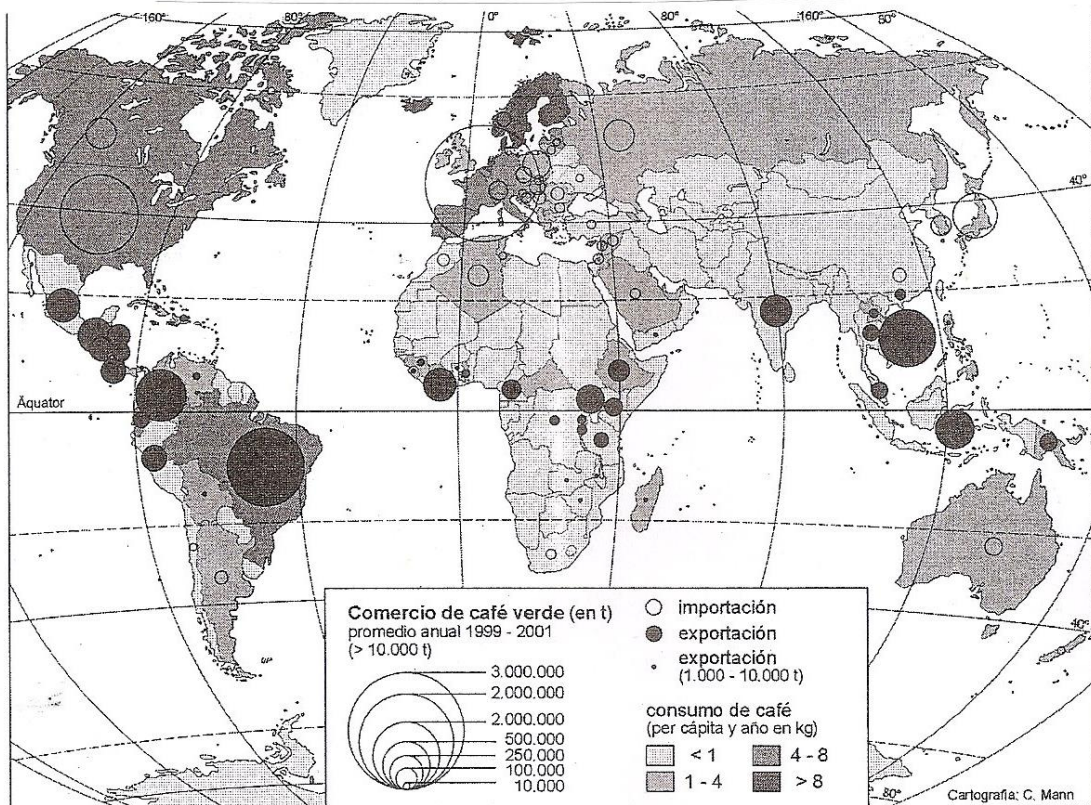 160° 80° 0° 80° 160°
40°
40°
Äquator
40°
80°
Comercio de café verde (en t)
promedio anual 1999 - 2001
(> 10.000 t)
3.000.000
2.000.000
2.000.000
500.000
250.000
100.000
10.000
importación
exportación
exportación
(1.000 - 10.000 t)
consumo de café
(per cápita y año en kg)
< 1
4 - 8
1 - 4
> 8
Cartografia: C. Mann